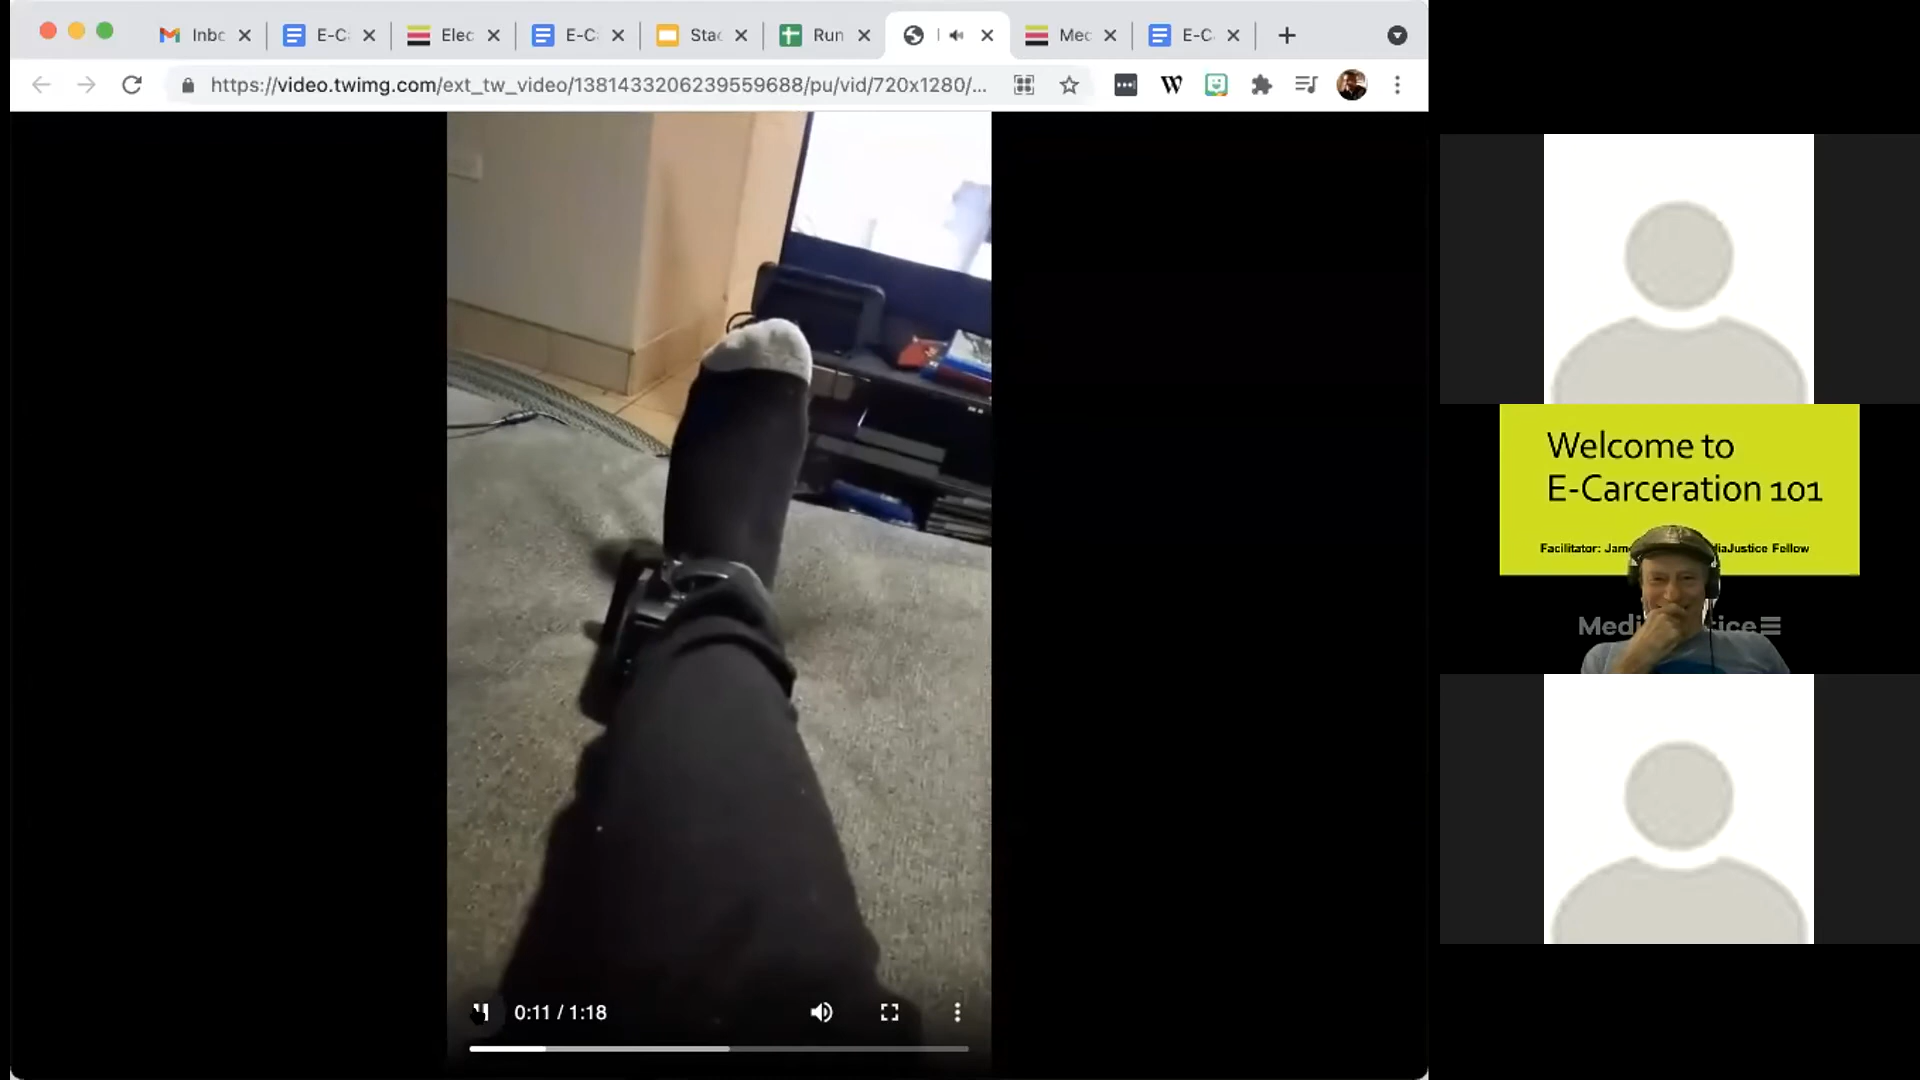 Inbc
E-C
Elec
E-C
Stac
Run
Mec
E-C
https://video.twimg.com/ext_tw_video/1381433206239559688/pu/vid/720x1280/...
W
Welcome to
E-Carceration 101
Facilitator: Jam iaJustice Fellow
Medi tice
0:11 / 1:18